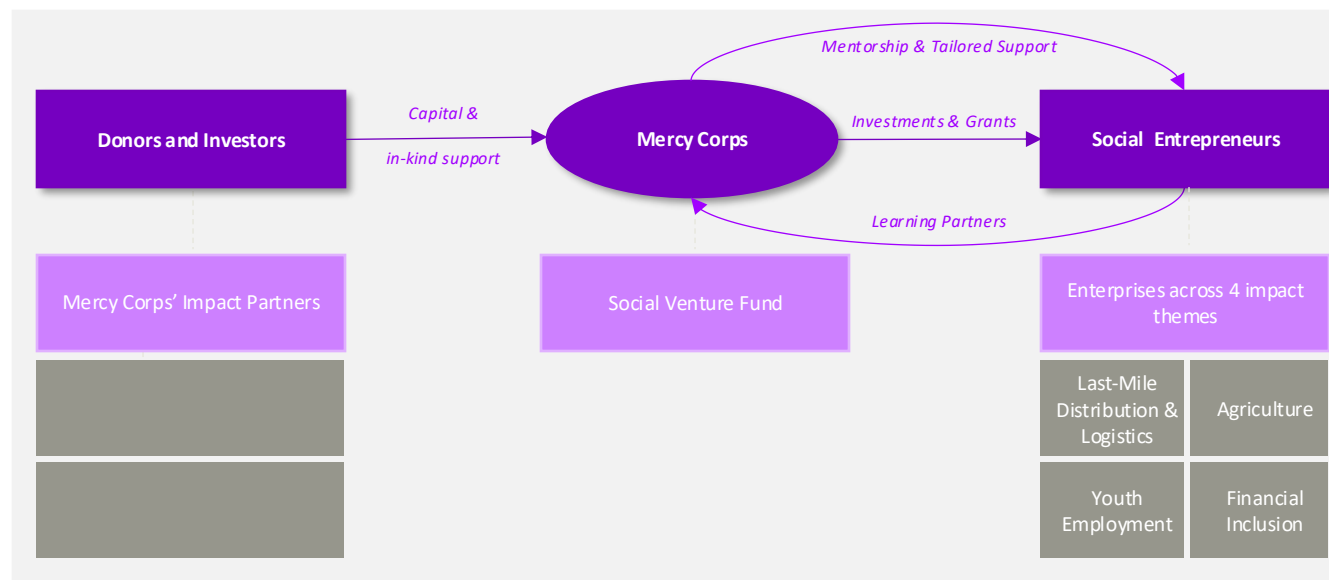 Mentorship & Tailored Support
Donors and Investors
Capital &
in-kind support
Mercy Corps
Investments & Grants
Social Entrepreneurs
Learning Partners
Mercy Corps’ Impact Partners
Social Venture Fund
Enterprises across 4 impact
themes
Last-Mile
Distribution &
Logistics
Agriculture
Youth
Employment
Financial
Inclusion